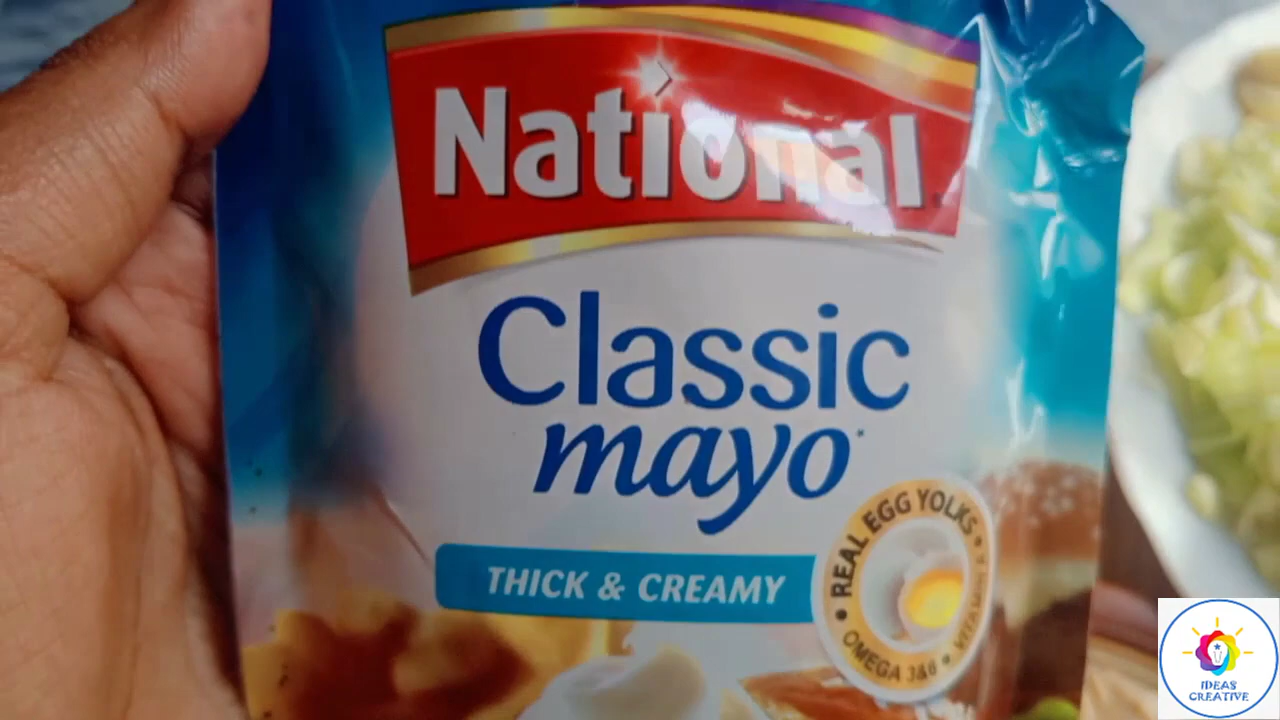 National
Classic
mayo*
THICK & CREAMY
• REAL EGG YOLKS •
OMEGA 3&6 •
IDEAS
CREATIVE